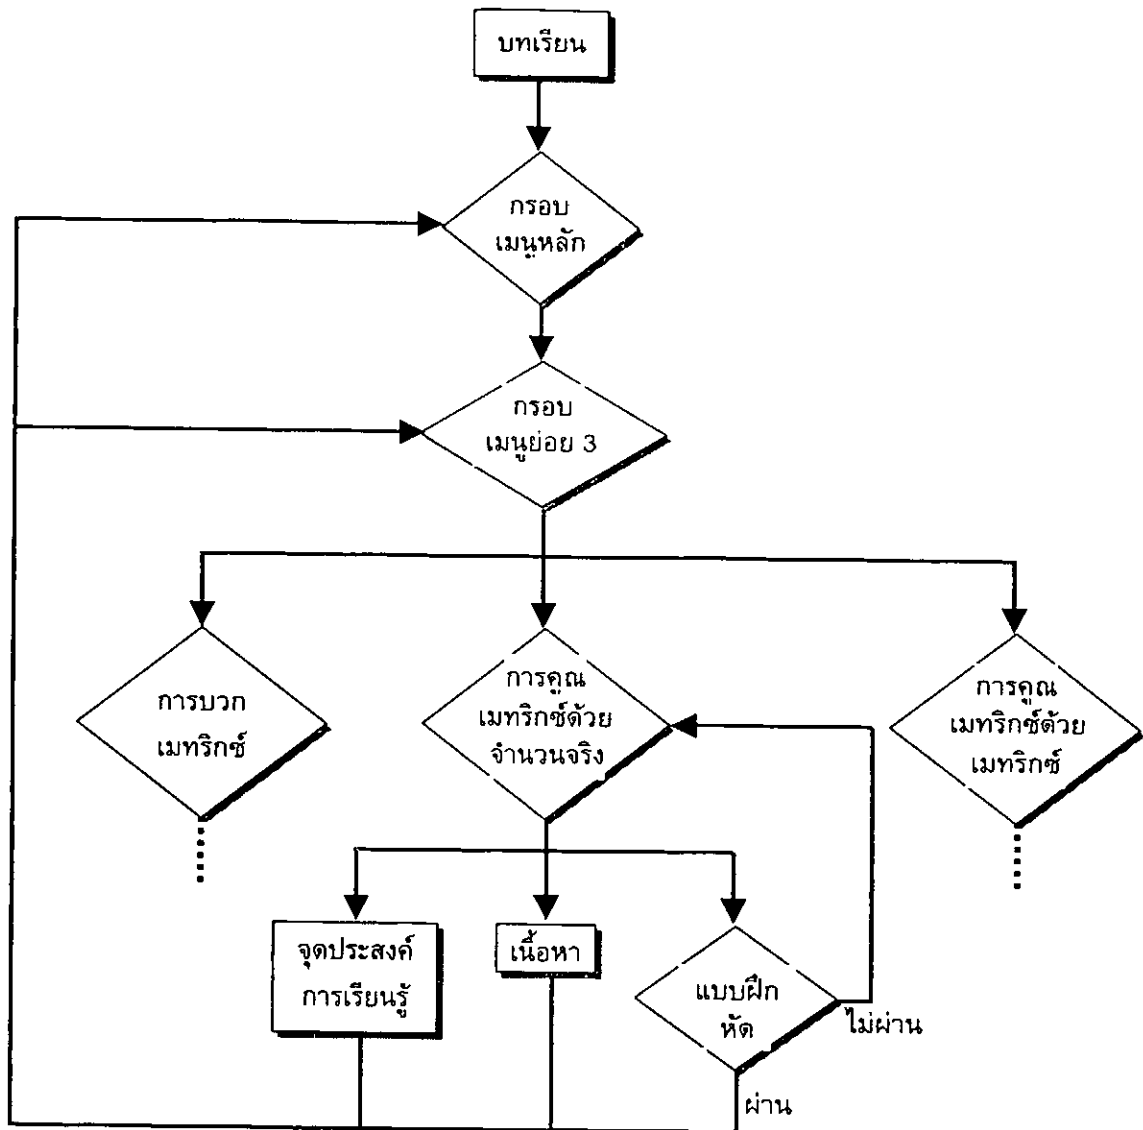 บทเรียน
กรอบ
เมนูหลัก
กรอบ
เมนูย่อย 3
การบวก
เมทริกซ์
การคูณ
เมทริกซ์ด้วย
จำนวนจริง
การคูณ
เมทริกซ์ด้วย
เมทริกซ์
จุดประสงค์
การเรียนรู้
เนื้อหา
แบบฝึก
หัด
ไม่ผ่าน
ผ่าน